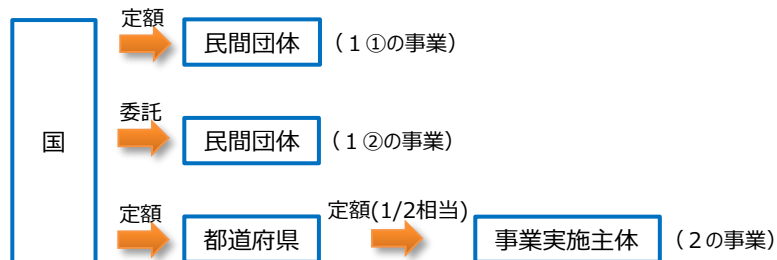 定額
民間団体 （１①の事業）
委託
国 民間団体 （１②の事業）
定額 定額(1/2相当)
都道府県 事業実施主体 （２の事業）